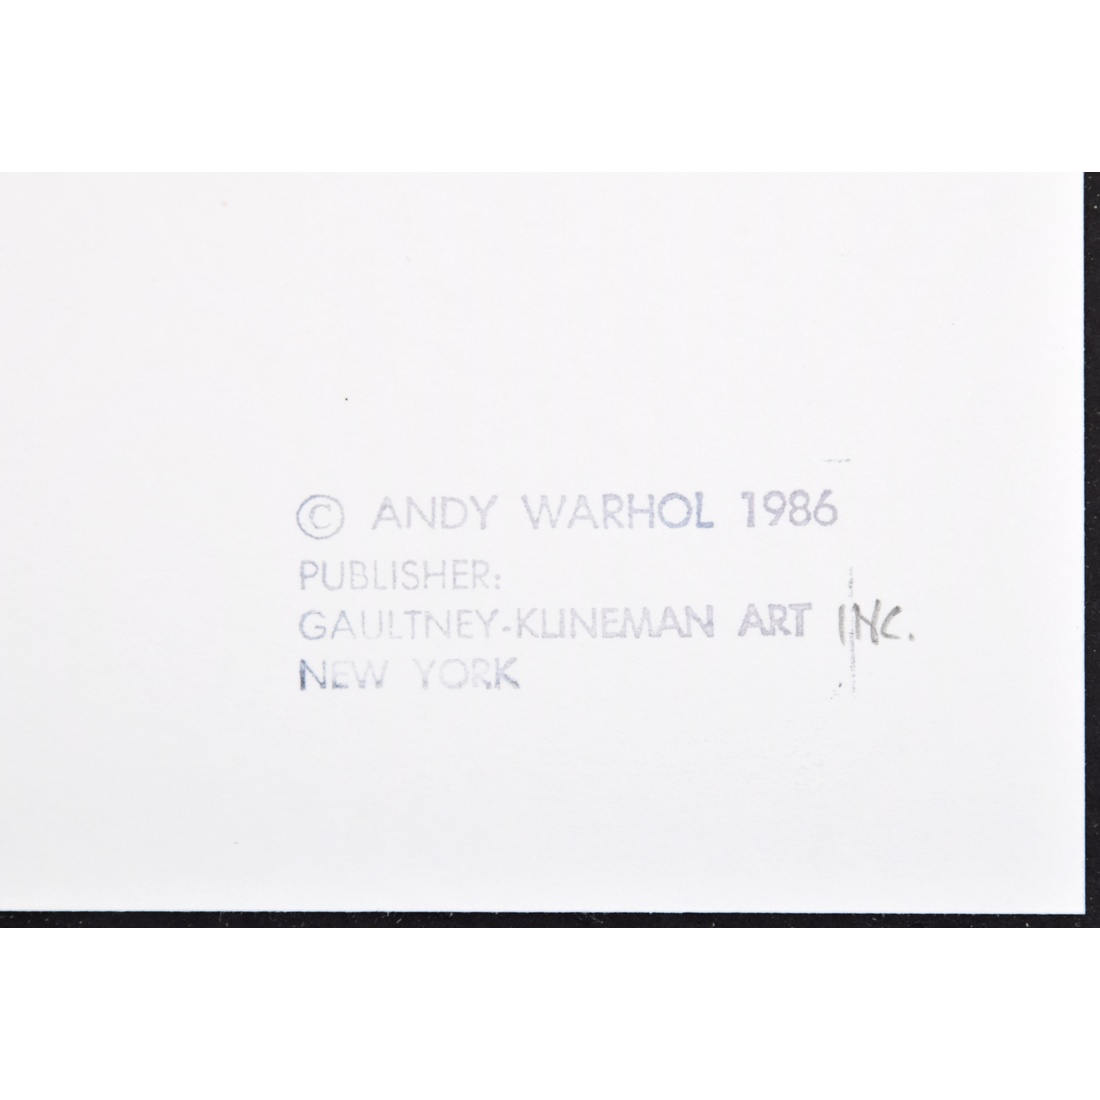 © ANDY WARHOL 1986
PUBLISHER:
GAULTNEY-KLINEMAN ART INC.
NEW YORK